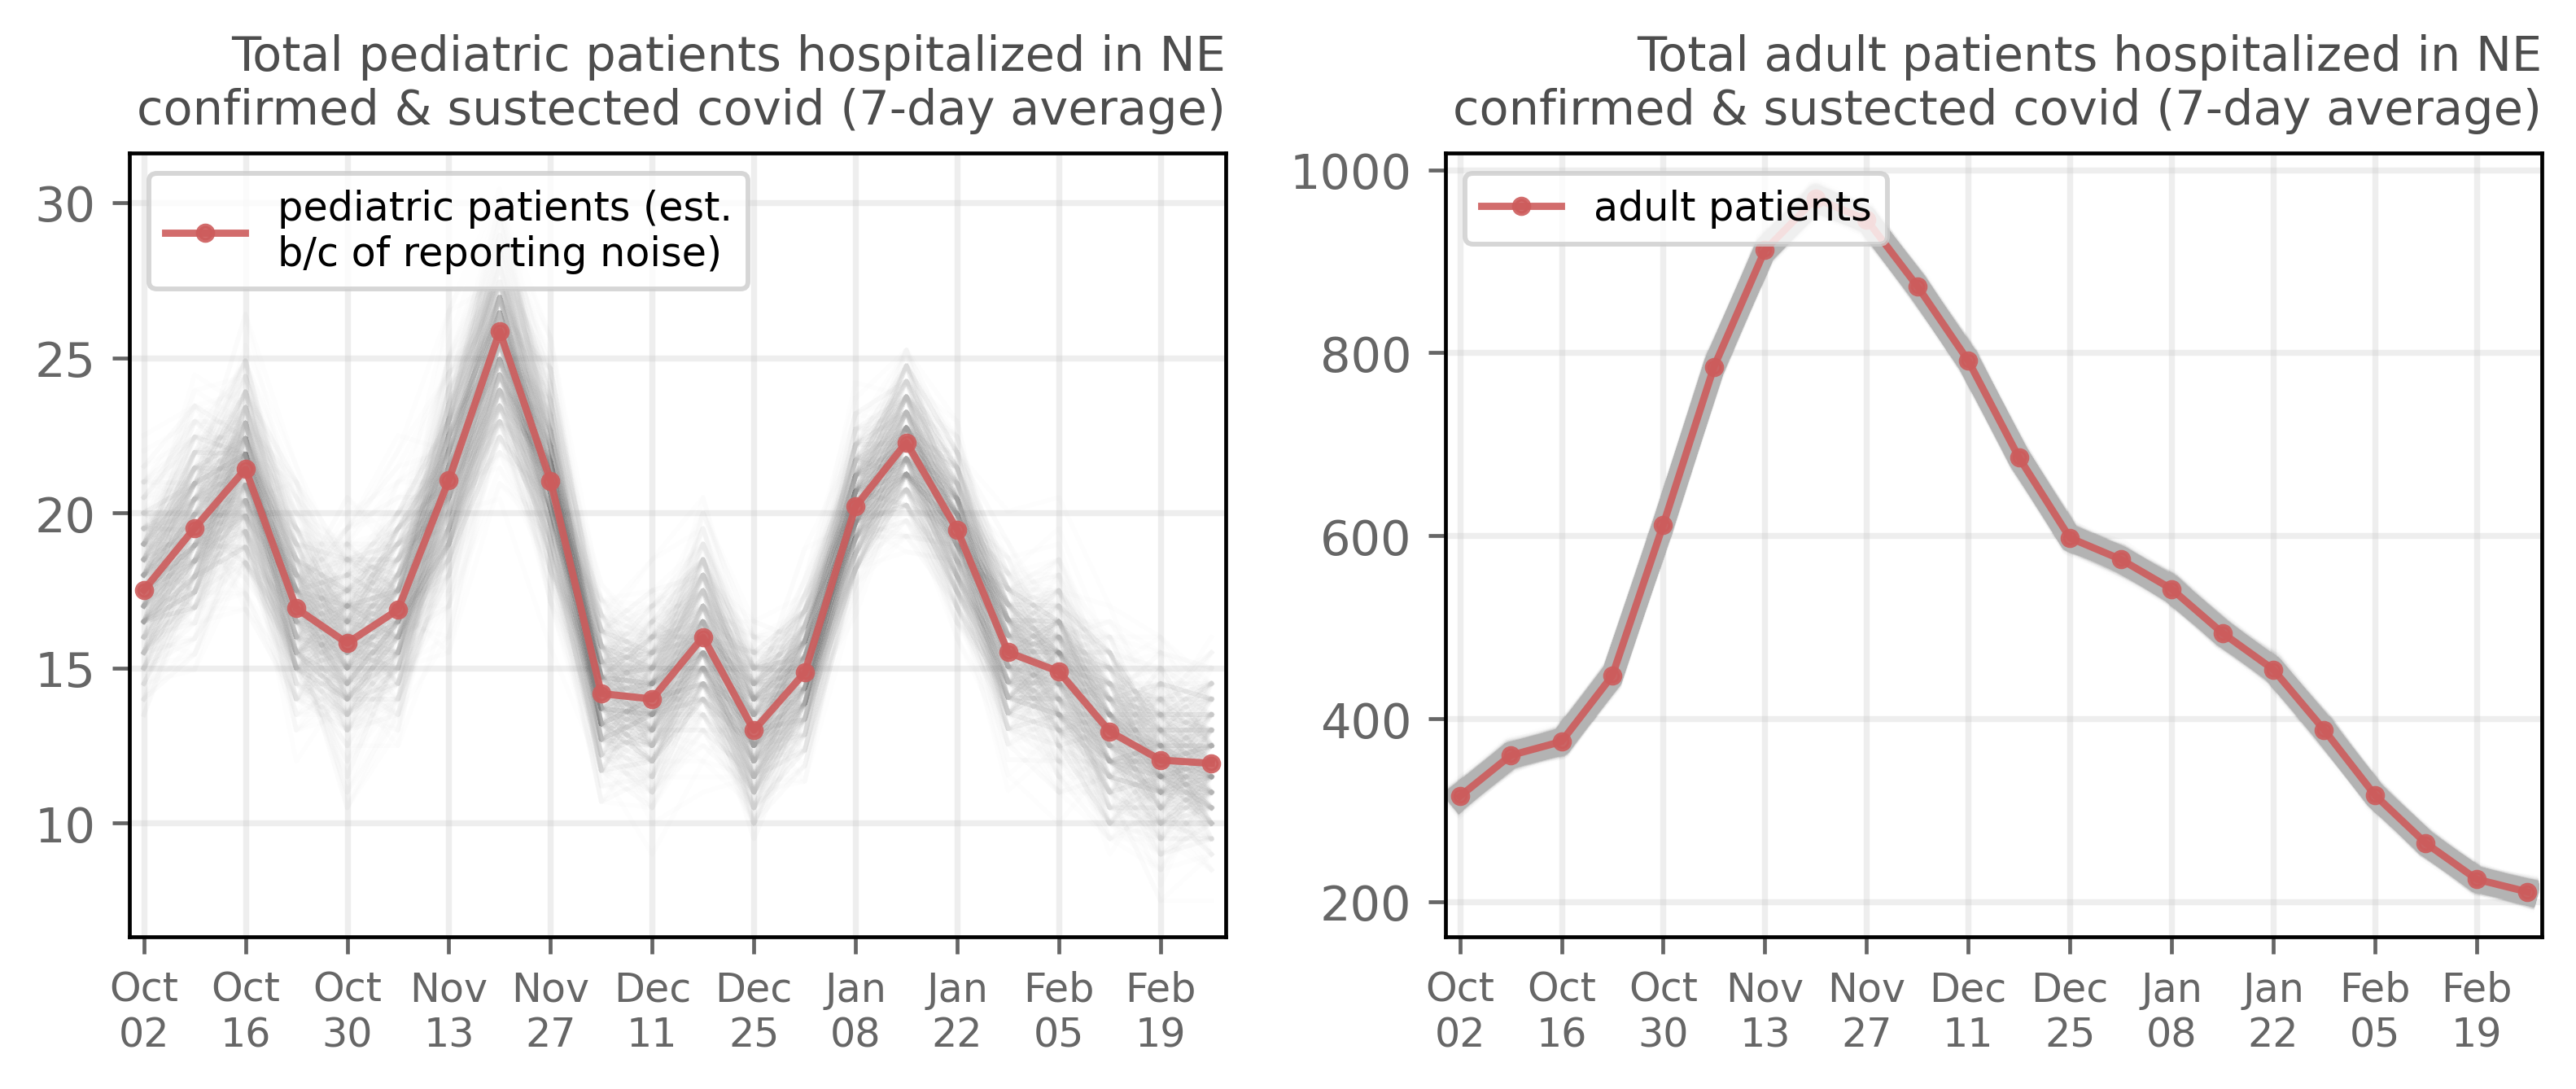 Total pediatric patients hospitalized in NE
confirmed & sustected covid (7-day average)
pediatric patients (est.
b/c of reporting noise)
30
25
20
15
10
Oct Oct Oct Nov Nov Dec Dec Jan Jan Feb Feb
02 16 30 13 27 11 25 08 22 05 19
Total adult patients hospitalized in NE
confirmed & sustected covid (7-day average)
adult patients
1000
800
600
400
200
Oct Oct Oct Nov Nov Dec Dec Jan Jan Feb Feb
02 16 30 13 27 11 25 08 22 05 19